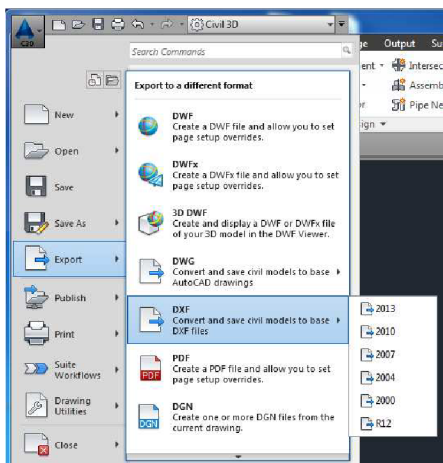 C3D
Civil 3D
Search Commands
Output
Su
Intersec
Assemb
Pipe Ne
Export to a different format
New
Open
Save
Save As
Export
Publish
Print
Suite
Workflows
Drawing
Utilities
Close
DWF
Create a DWF file and allow you to set
page setup overrides.
DWFx
Create a DWFx file and allow you to set
page setup overrides.
3D DWF
Create and display a DWF or DWFx file
of your 3D model in the DWF Viewer.
DWG
Convert and save civil models to base
AutoCAD drawings
DXF
Convert and save civil models to base
DXF files
PDF
Create a PDF file and allow you to set
page setup overrides.
DGN
Create one or more DGN files from the
current drawing.
2013
2010
2007
2004
2000
R12